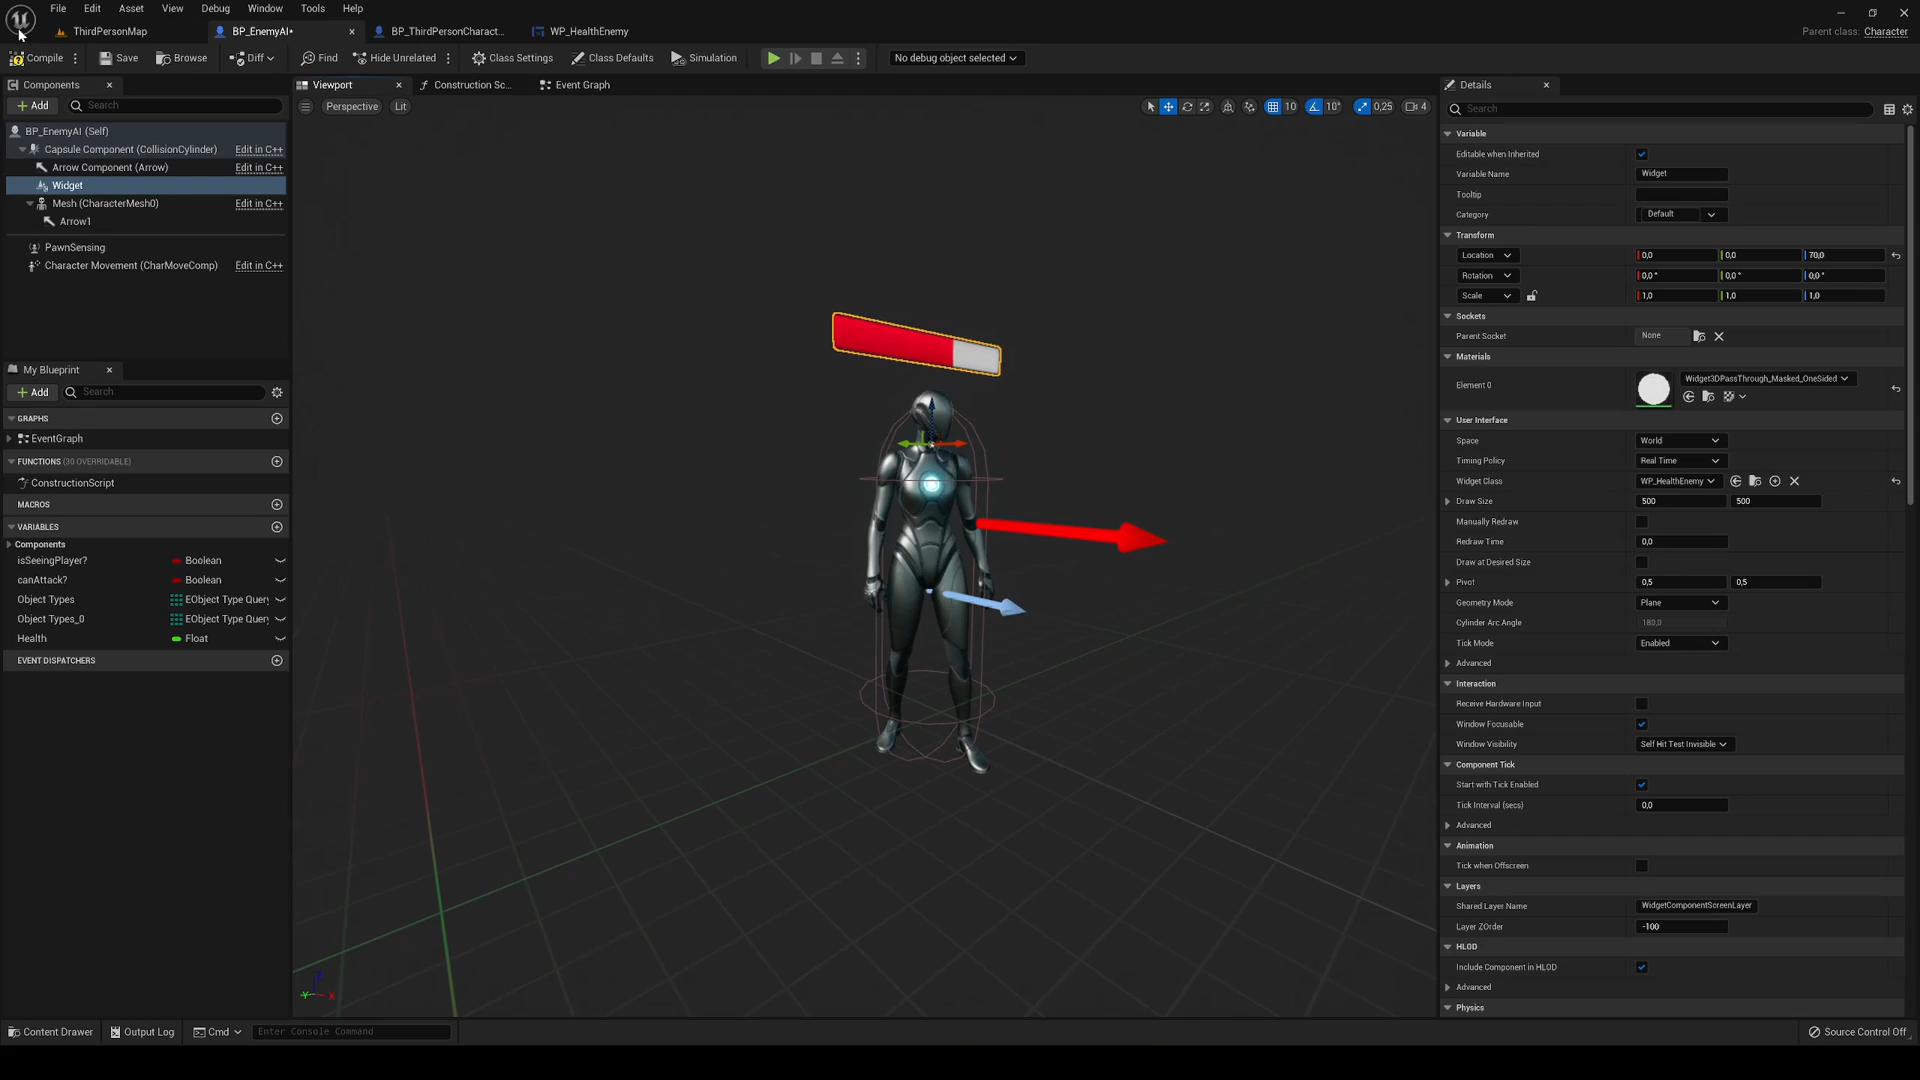 File Edit Asset View Debug Window Tools Help
ThirdPersonMap BP_EnemyAI* BP_ThirdPersonCharact... WP_HealthEnemy Parent class: Character
Compile Save Browse Diff Find Hide Unrelated Class Settings Class Defaults Simulation No debug object selected
Components
Add Search
BP_EnemyAI (Self)
Capsule Component (CollisionCylinder) Edit in C++
Arrow Component (Arrow) Edit in C++
Widget
Mesh (CharacterMesh0) Edit in C++
Arrow1
PawnSensing
Character Movement (CharMoveComp) Edit in C++
My Blueprint
Add Search
GRAPHS
EventGraph
FUNCTIONS (30 OVERRIDABLE)
ConstructionScript
MACROS
VARIABLES
Components
isSeeingPlayer? Boolean
canAttack? Boolean
Object Types EObject Type Query
Object Types_0 EObject Type Query
Health Float
EVENT DISPATCHERS
Viewport Construction Sc... Event Graph
Perspective Lit 10 10° 0,25 4
Y X
Details
Search
Variable
Editable when Inherited
Variable Name Widget
Tooltip
Category Default
Transform
Location 0,0 0,0 70,0
Rotation 0,0 ° 0,0 ° 0,0 °
Scale 1,0 1,0 1,0
Sockets
Parent Socket None
Materials
Element 0 Widget3DPassThrough_Masked_OneSided
User Interface
Space World
Timing Policy Real Time
Widget Class WP_HealthEnemy
Draw Size 500 500
Manually Redraw
Redraw Time 0,0
Draw at Desired Size
Pivot 0,5 0,5
Geometry Mode Plane
Cylinder Arc Angle 180,0
Tick Mode Enabled
Advanced
Interaction
Receive Hardware Input
Window Focusable
Window Visibility Self Hit Test Invisible
Component Tick
Start with Tick Enabled
Tick Interval (secs) 0,0
Advanced
Animation
Tick when Offscreen
Layers
Shared Layer Name WidgetComponentScreenLayer
Layer ZOrder -100
HLOD
Include Component in HLOD
Advanced
Physics
Content Drawer Output Log Cmd Enter Console Command Source Control Off